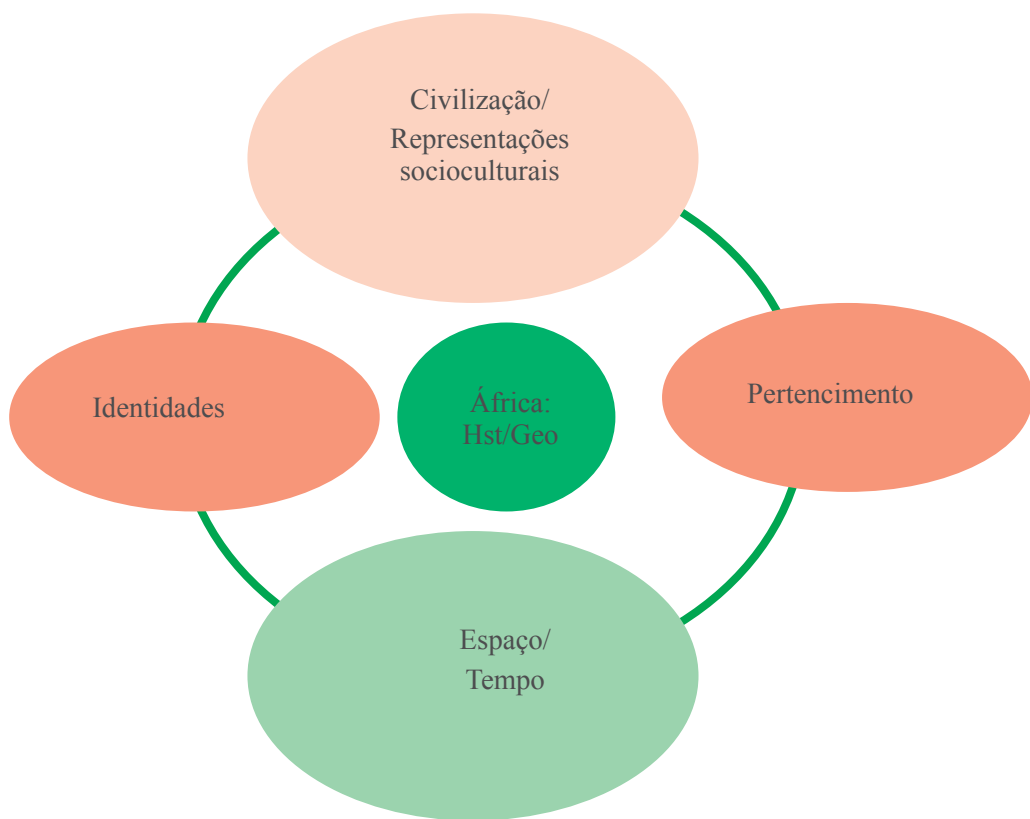 Civilização/
Representações
socioculturais
Identidades
África:
Hst/Geo
Pertencimento
Espaço/
Tempo